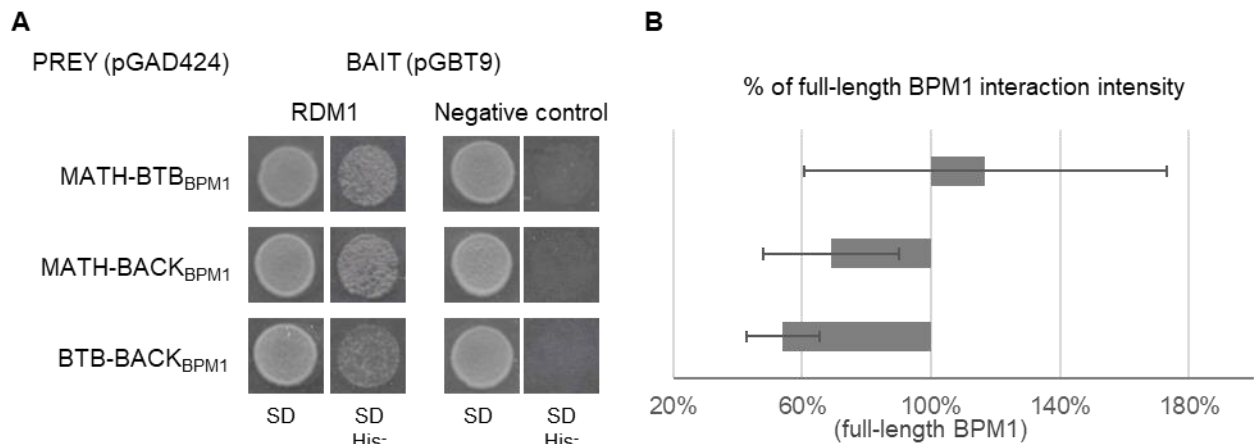 A
PREY (pGAD424) BAIT (pGBT9)
RDM1 Negative control
MATH-BTBBPM1
MATH-BACKBPM1
BTB-BACKBPM1
SD SD SD SD
His- His-
B
% of full-length BPM1 interaction intensity
20% 60% 100% 140% 180%
(full-length BPM1)